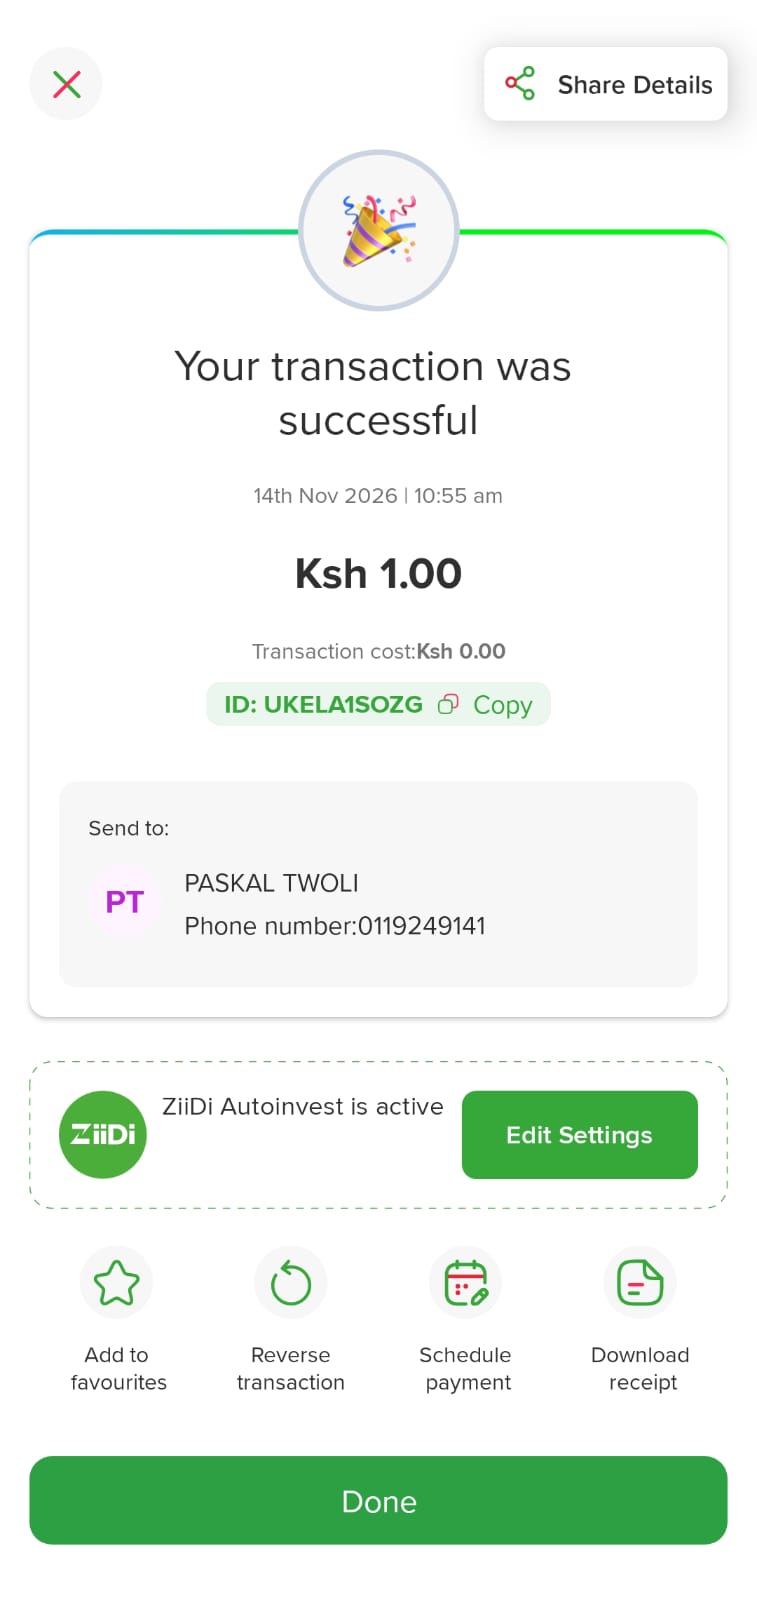 Share Details
Your transaction was
successful
14th Nov 2026 | 10:55 am
Ksh 1.00
Transaction cost:Ksh 0.00
ID: UKELA1SOZG Copy
Send to:
PT
PASKAL TWOLI
Phone number:0119249141
ZiiDi
ZiiDi Autoinvest is active
Edit Settings
Add to
favourites
Reverse
transaction
Schedule
payment
Download
receipt
Done